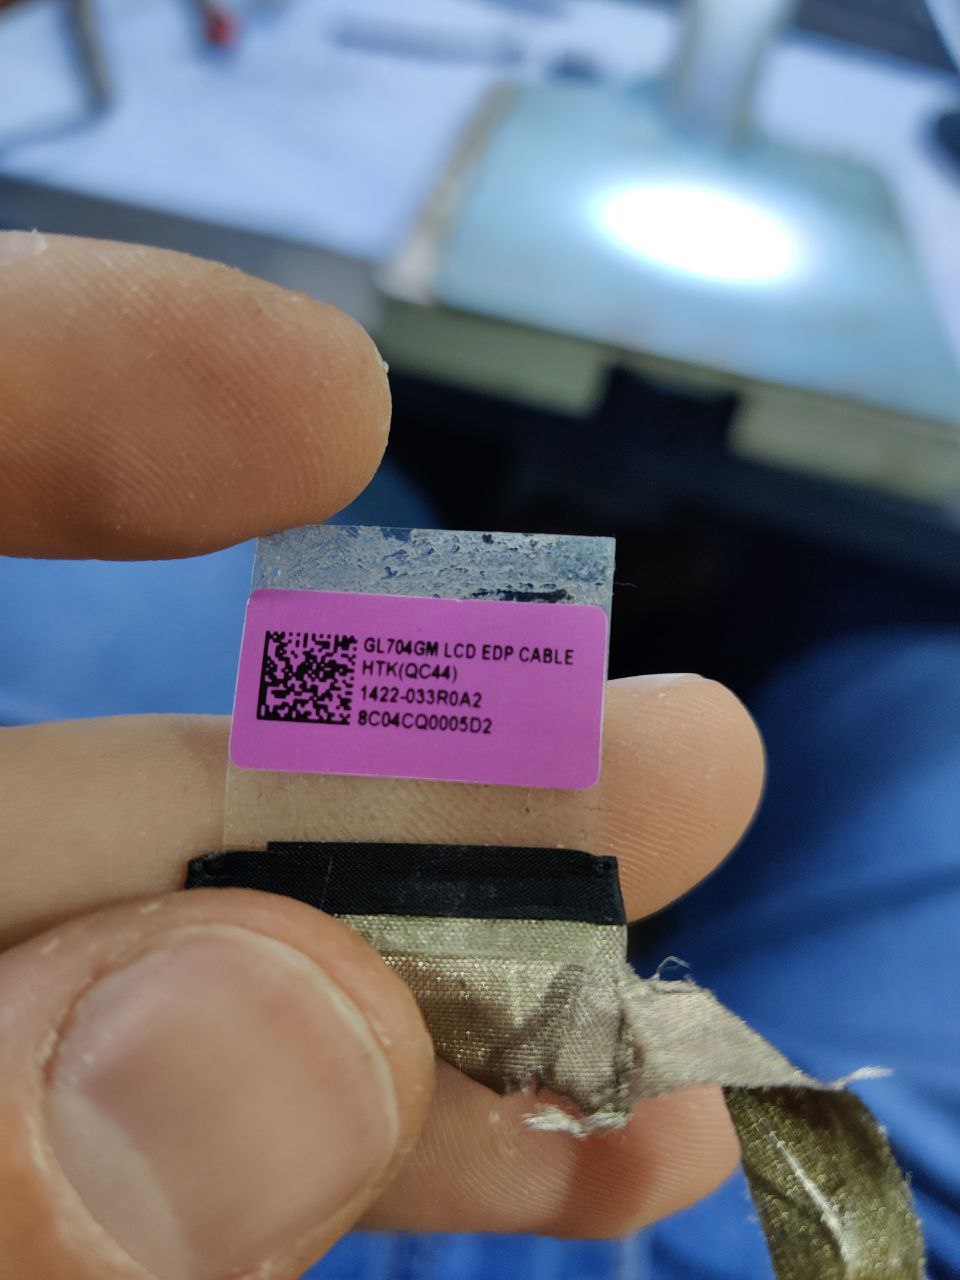 GL704GM LCD EDP CABLE
HTK(QC44)
1422-033R0A2
8C04CQ0005D2